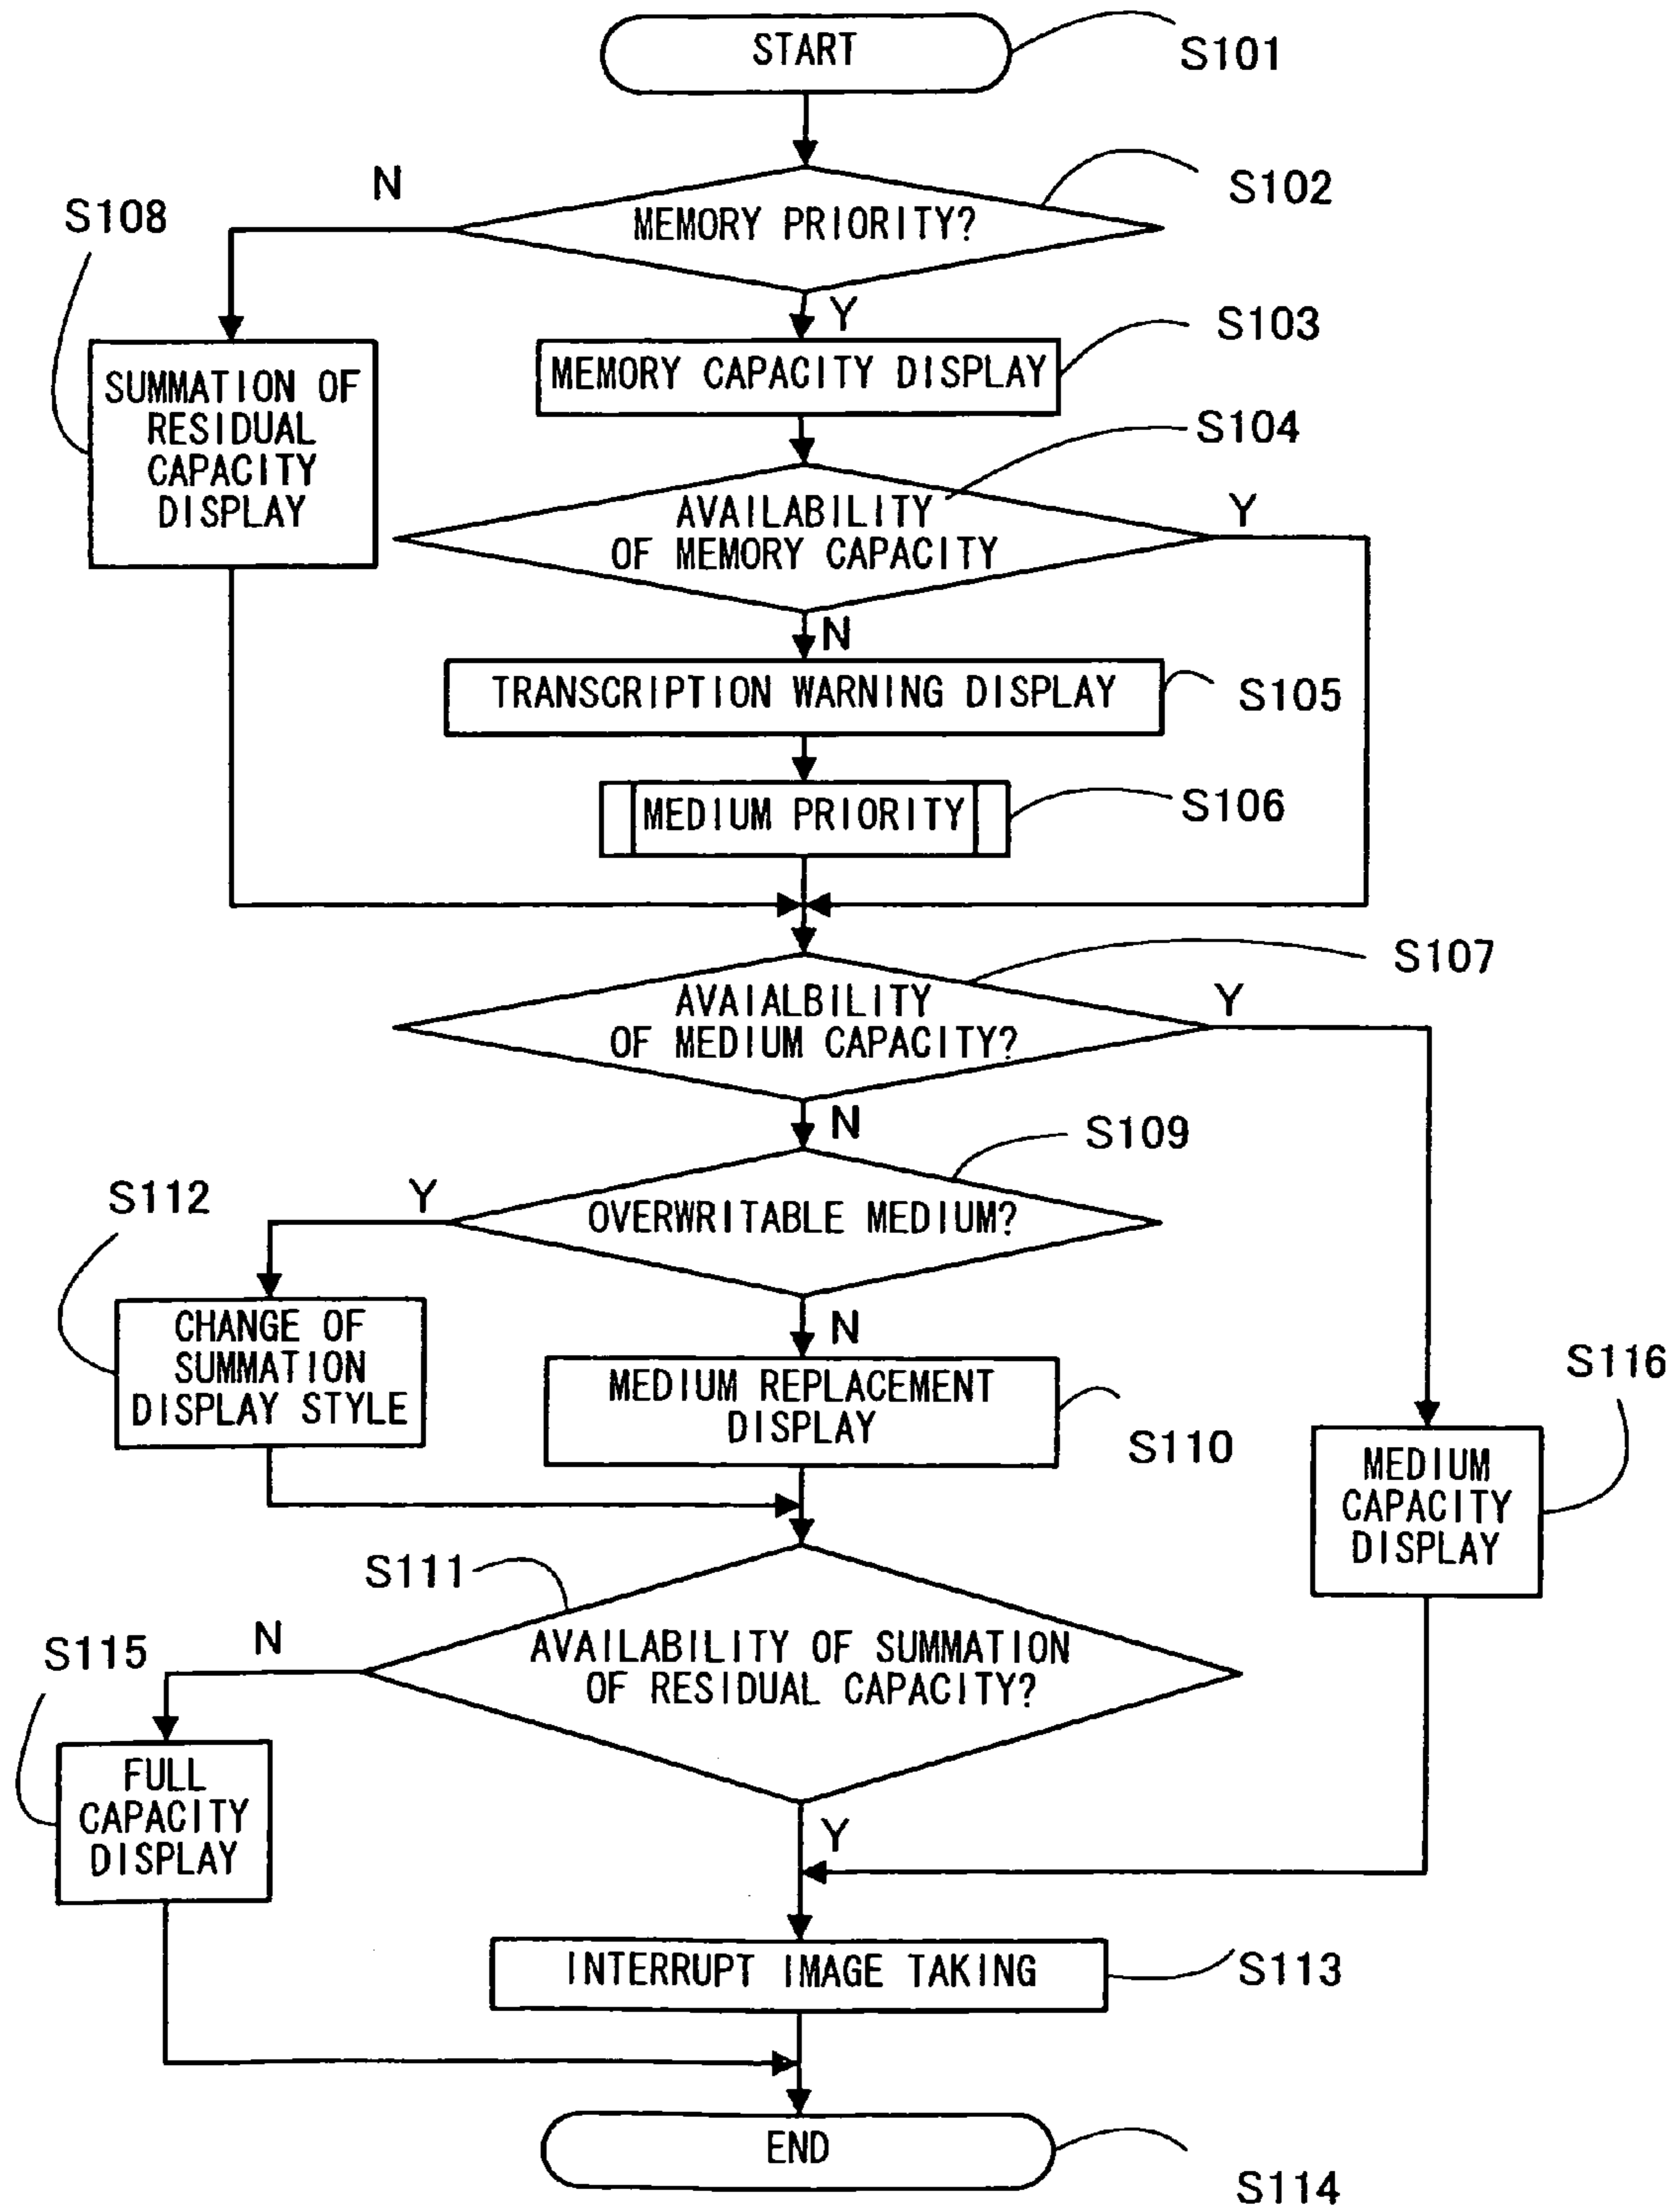 START
S101
N
S102
S108
MEMORY PRIORITY?
Y
S103
MEMORY CAPACITY DISPLAY
SUMMATION OF
RESIDUAL
CAPACITY
DISPLAY
S104
AVAILABILITY
OF MEMORY CAPACITY
Y
N
TRANSCRIPTION WARNING DISPLAY
S105
MEDIUM PRIORITY
S106
S107
AVAIALBILITY
OF MEDIUM CAPACITY?
Y
N
S109
S112
Y
OVERWRITABLE MEDIUM?
CHANGE OF
SUMMATION
DISPLAY STYLE
N
MEDIUM REPLACEMENT
DISPLAY
S110
S116
MEDIUM
CAPACITY
DISPLAY
S111
AVAILABILITY OF SUMMATION
OF RESIDUAL CAPACITY?
N
S115
FULL
CAPACITY
DISPLAY
Y
INTERRUPT IMAGE TAKING
S113
END
S114